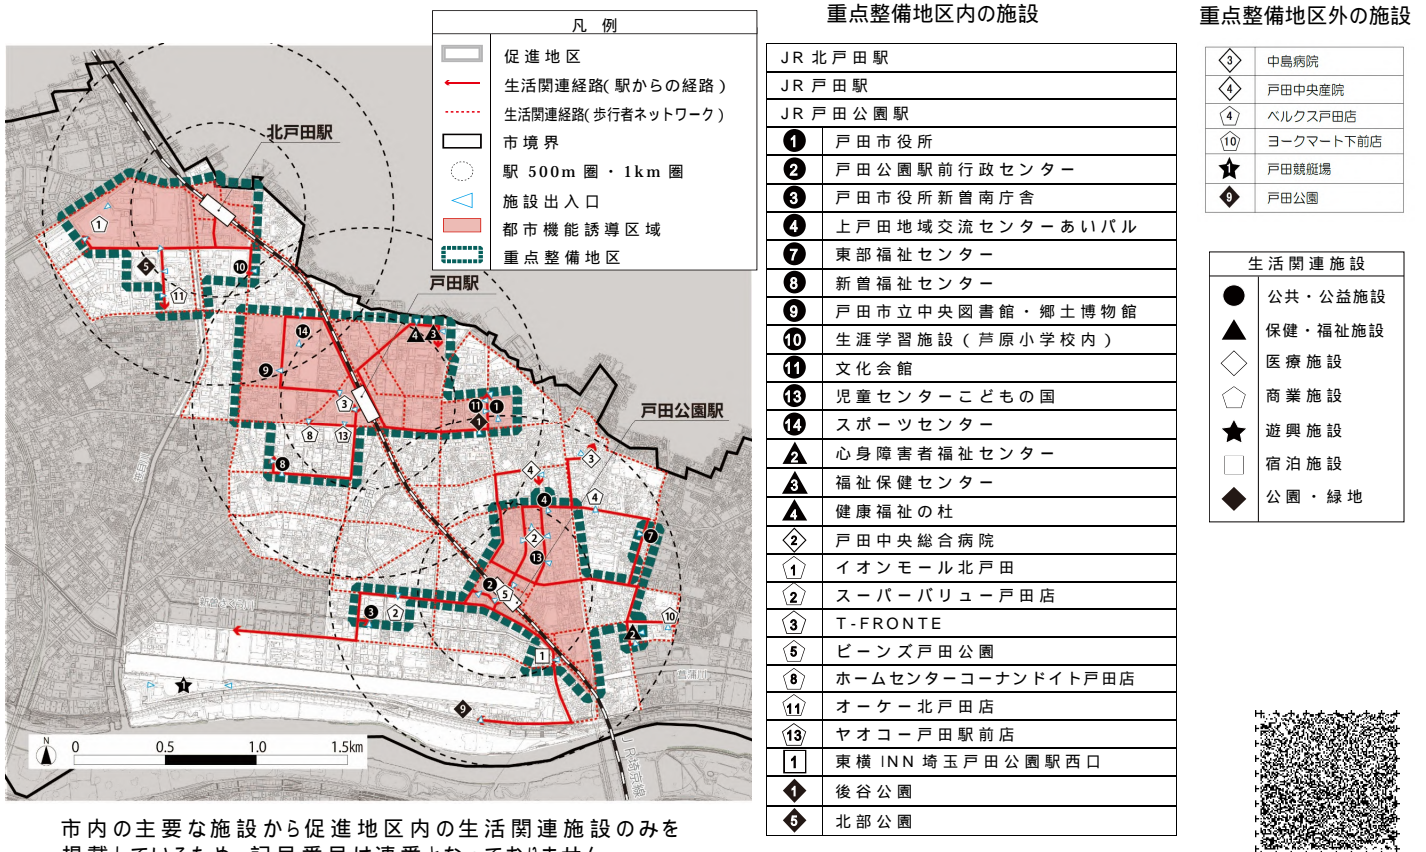 凡 例
促進地区
生活関連経路(駅からの経路)
生活関連経路(歩行者ネットワーク)
市境界
駅 500m 圏・1km 圏
施設出入口
都市機能誘導区域
重点整備地区
北戸田駅
戸田駅
戸田公園駅
JR埼京線
菖蒲川
N
0 0.5 1.0 1.5km
市内の主要な施設から促進地区内の生活関連施設のみを
重点整備地区内の施設
JR北戸田駅
JR戸田駅
JR戸田公園駅
1 戸田市役所
2 戸田公園駅前行政センター
3 戸田市役所新曽南庁舎
4 上戸田地域交流センターあいパル
7 東部福祉センター
8 新曽福祉センター
9 戸田市立中央図書館・郷土博物館
10 生涯学習施設(芦原小学校内)
11 文化会館
13 児童センターこどもの国
14 スポーツセンター
2 心身障害者福祉センター
3 福祉保健センター
4 健康福祉の杜
2 戸田中央総合病院
1 イオンモール北戸田
2 スーパーバリュー戸田店
3 T-FRONTE
5 ビーンズ戸田公園
8 ホームセンターコーナンドイト戸田店
11 オーケー北戸田店
13 ヤオコー戸田駅前店
1 東横 INN 埼玉戸田公園駅西口
1 後谷公園
5 北部公園
重点整備地区外の施設
3 中島病院
4 戸田中央産院
4 ベルクス戸田店
10 ヨークマート下前店
1 戸田競艇場
9 戸田公園
生活関連施設
公共・公益施設
保健・福祉施設
医療施設
商業施設
遊興施設
宿泊施設
公園・緑地